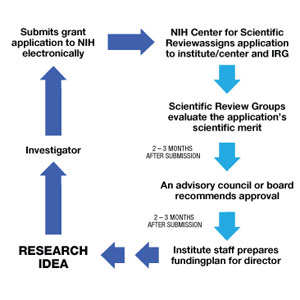 Submits grant
application to NIH
electronically
NIH Center for Scientific
Reviewassigns application
to institute/center and IRG
Scientific Review Groups
evaluate the application's
scientific merit
2 – 3 MONTHS
AFTER SUBMISSION
An advisory council or board
recommends approval
2 – 3 MONTHS
AFTER SUBMISSION
Institute staff prepares
fundingplan for director
RESEARCH
IDEA
Investigator